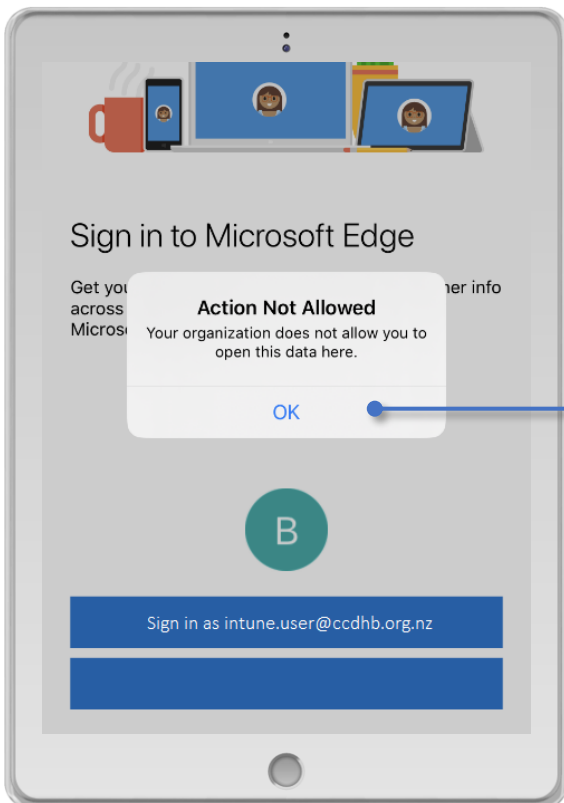 Sign in to Microsoft Edge
Get you
her info
across
Micros
Action Not Allowed
Your organization does not allow you to
open this data here.
OK
B
Sign in as intune.user@ccdhb.org.nz